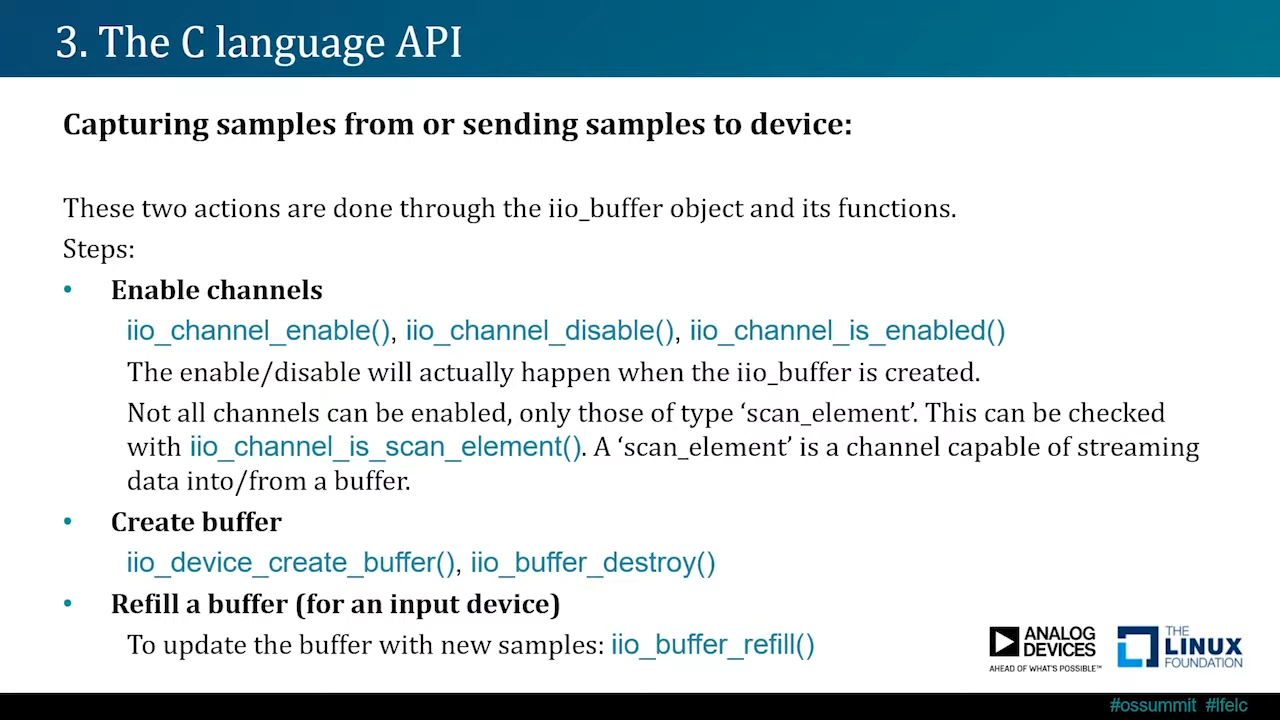 3. The C language API
Capturing samples from or sending samples to device:
These two actions are done through the iio_buffer object and its functions.
Steps:
• Enable channels
iio_channel_enable(), iio_channel_disable(), iio_channel_is_enabled()
The enable/disable will actually happen when the iio_buffer is created.
Not all channels can be enabled, only those of type ‘scan_element’. This can be checked
with iio_channel_is_scan_element(). A ‘scan_element’ is a channel capable of streaming
data into/from a buffer.
• Create buffer
iio_device_create_buffer(), iio_buffer_destroy()
• Refill a buffer (for an input device)
To update the buffer with new samples: iio_buffer_refill()
ANALOG
DEVICES
AHEAD OF WHAT'S POSSIBLE™
THE
LINUX
FOUNDATION
#ossummit #lfelc